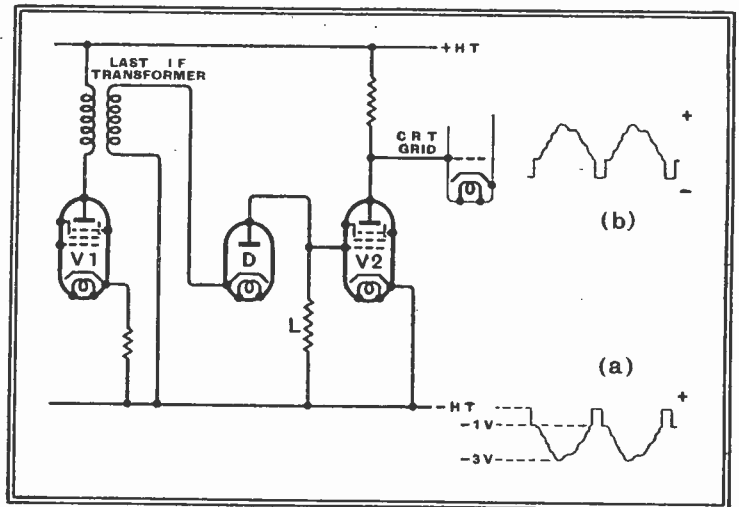 +HT
LAST IF
TRANSFORMER
CRT
GRID
+
−
(b)
V1
D
V2
L
(a)
−HT
+
−1V
−3V